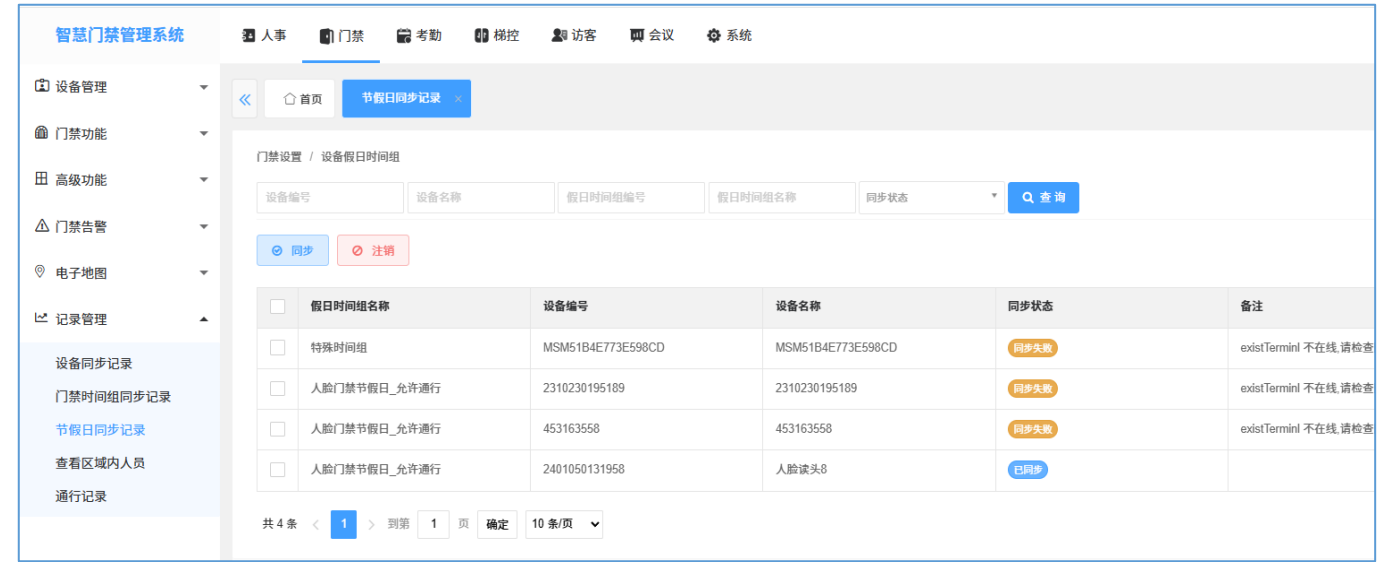 智慧门禁管理系统
人事 门禁 考勤 梯控 访客 会议 系统
设备管理
门禁功能
高级功能
门禁告警
电子地图
记录管理
设备同步记录
门禁时间组同步记录
节假日同步记录
查看区域内人员
通行记录
首页 节假日同步记录 ×
门禁设置 / 设备假日时间组
设备编号 设备名称 假日时间组编号 假日时间组名称 同步状态 查询
同步 注销
假日时间组名称 设备编号 设备名称 同步状态 备注
特殊时间组 MSM51B4E773E598CD MSM51B4E773E598CD 同步失败 existTerminl 不在线,请检查
人脸门禁节假日_允许通行 2310230195189 2310230195189 同步失败 existTerminl 不在线,请检查
人脸门禁节假日_允许通行 453163558 453163558 同步失败 existTerminl 不在线,请检查
人脸门禁节假日_允许通行 2401050131958 人脸读头8 已同步
共 4 条 < 1 > 到第 1 页 确定 10 条/页